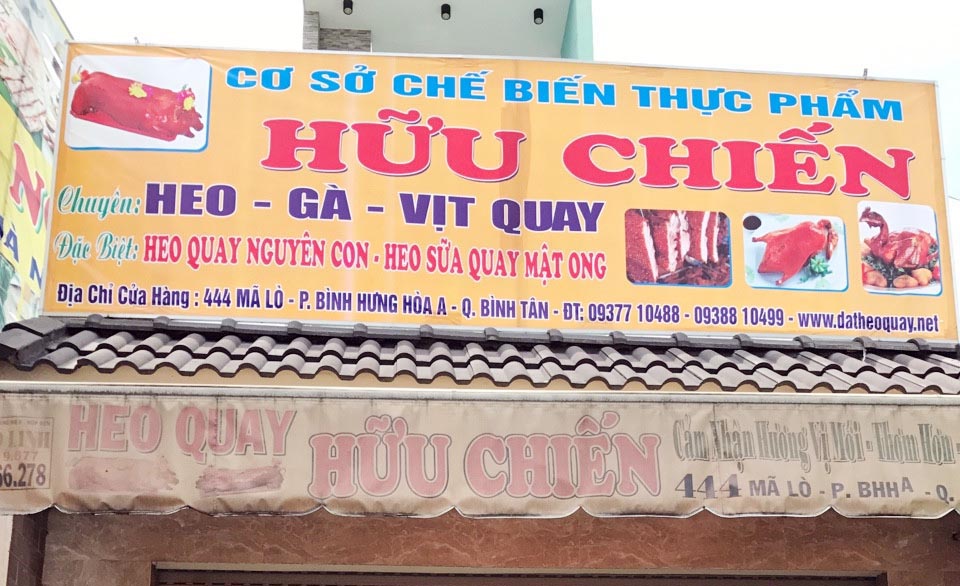 CƠ SỞ CHẾ BIẾN THỰC PHẨM
HỮU CHIẾN
Chuyên: HEO - GÀ - VỊT QUAY
Đặc Biệt: HEO QUAY NGUYÊN CON - HEO SỮA QUAY MẬT ONG
Địa Chỉ Cửa Hàng : 444 MÃ LÒ - P. BÌNH HƯNG HÒA A - Q. BÌNH TÂN - ĐT: 09377 10488 - 09388 10499 - www.datheoquay.net
HEO QUAY
HỮU CHIẾN
Cảm Nhận Hương Vị Mới - Thơm Hơn -
444 MÃ LÒ - P. BHHA - Q.
LINH
66.278